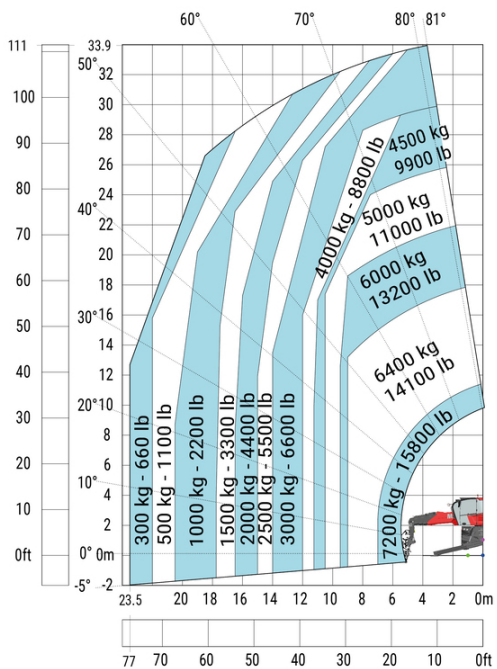 60° 70° 80° 81°
111 33.9
50°
32
100 30
90 28
4500 kg
9900 lb
26
80 24
40°
4000 kg - 8800 lb
5000 kg
11000 lb
22
70 20
6000 kg
13200 lb
60 18
50 30° 16
14
6400 kg
14100 lb
40 12
30 20° 10
8
20 6
10° 4
10 2
0ft 0° 0m
-5° -2
300 kg - 660 lb
500 kg - 1100 lb
1000 kg - 2200 lb
1500 kg - 3300 lb
2000 kg - 4400 lb
2500 kg - 5500 lb
3000 kg - 6600 lb
7200 kg - 15800 lb
23.5 20 18 16 14 12 10 8 6 4 2 0m
77 70 60 50 40 30 20 10 0ft